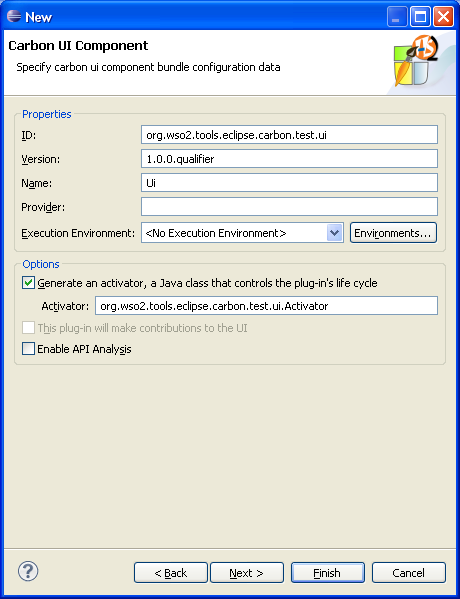 New
Carbon UI Component
Specify carbon ui component bundle configuration data
Properties
ID: org.wso2.tools.eclipse.carbon.test.ui
Version: 1.0.0.qualifier
Name: Ui
Provider:
Execution Environment: <No Execution Environment> Environments...
Options
Generate an activator, a Java class that controls the plug-in's life cycle
Activator: org.wso2.tools.eclipse.carbon.test.ui.Activator
This plug-in will make contributions to the UI
Enable API Analysis
? < Back Next > Finish Cancel